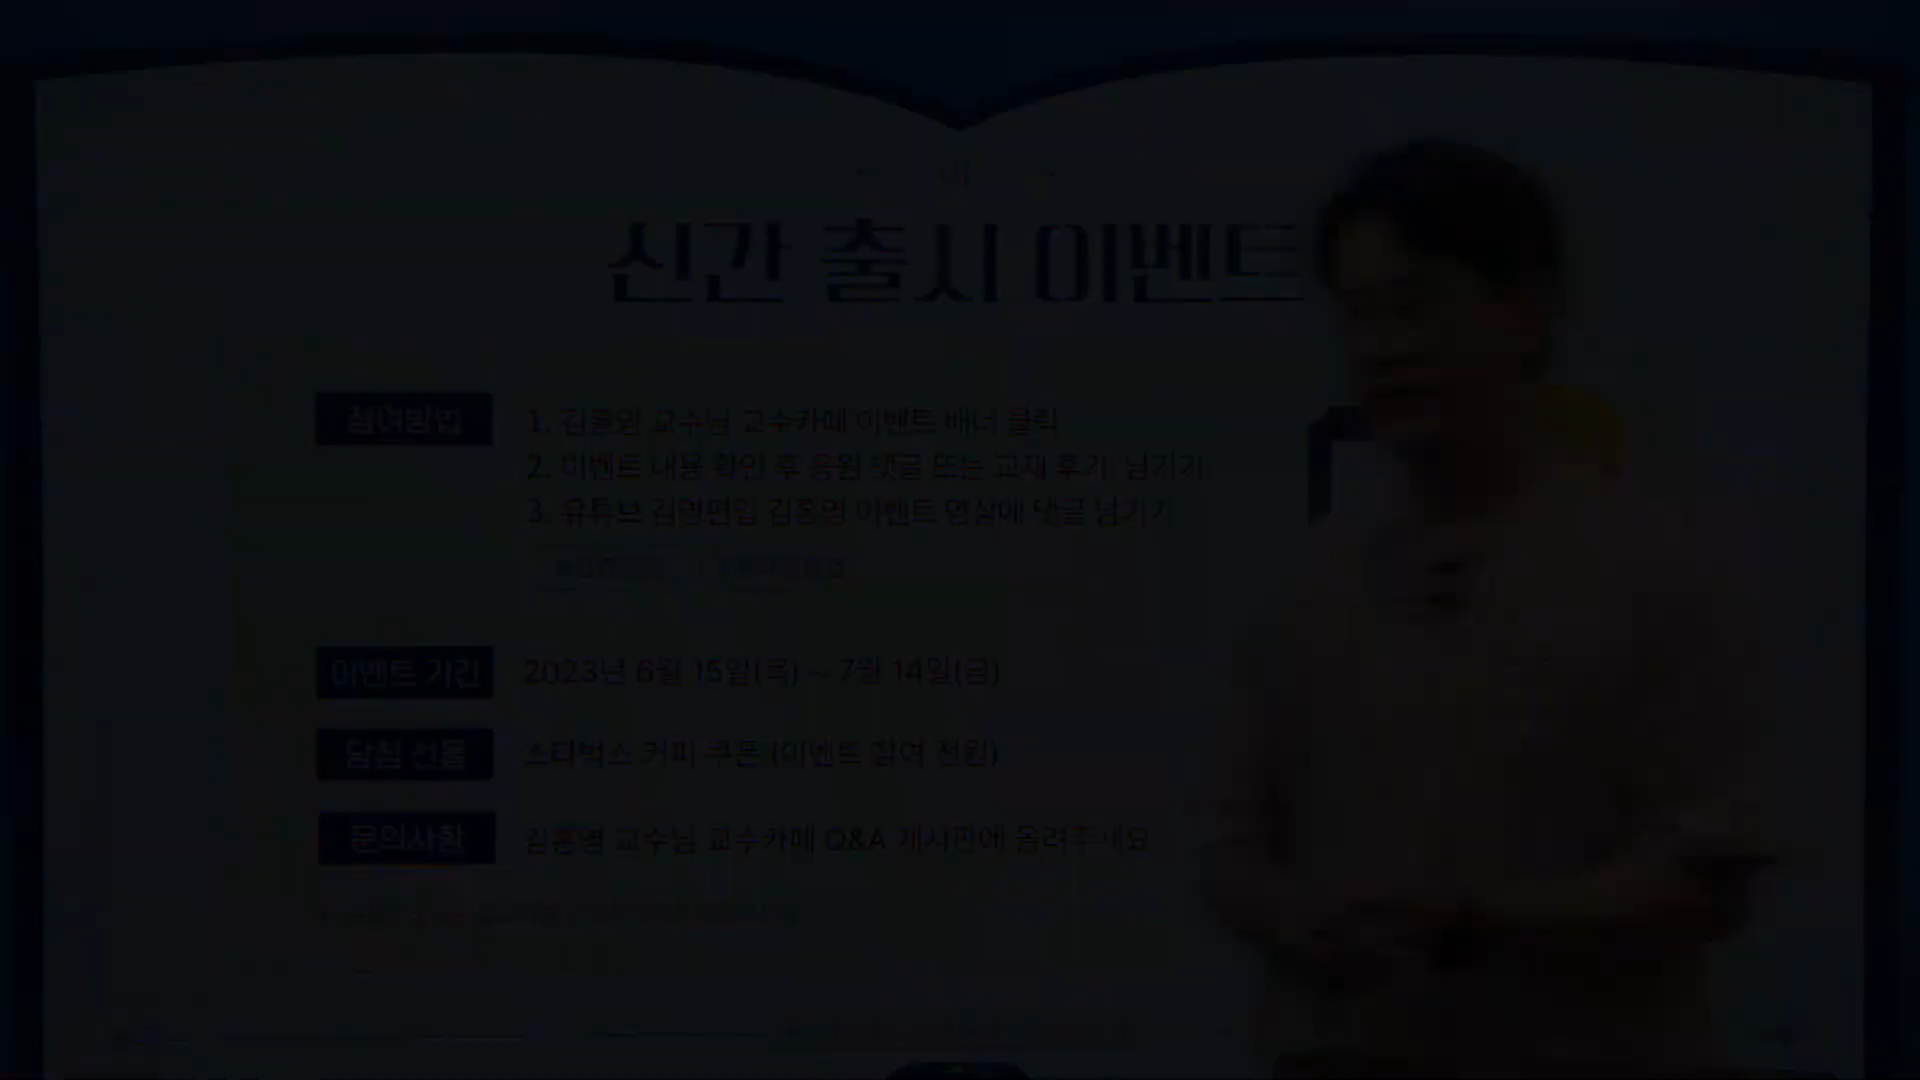 신간 출시 이벤트
참여방법
1. 김홍영 교수님 교수카페 이벤트 배너 클릭
2. 이벤트 내용 확인 후 응원 댓글 또는 교재 후기 남기기
3. 유튜브 김영편입 김홍영 이벤트 영상에 댓글 남기기
이벤트 기간
2023년 6월 15일(목) ~ 7월 14일(금)
당첨 선물
스타벅스 커피 쿠폰 (이벤트 참여 전원)
문의사항
김홍영 교수님 교수카페 Q&A 게시판에 올려주세요